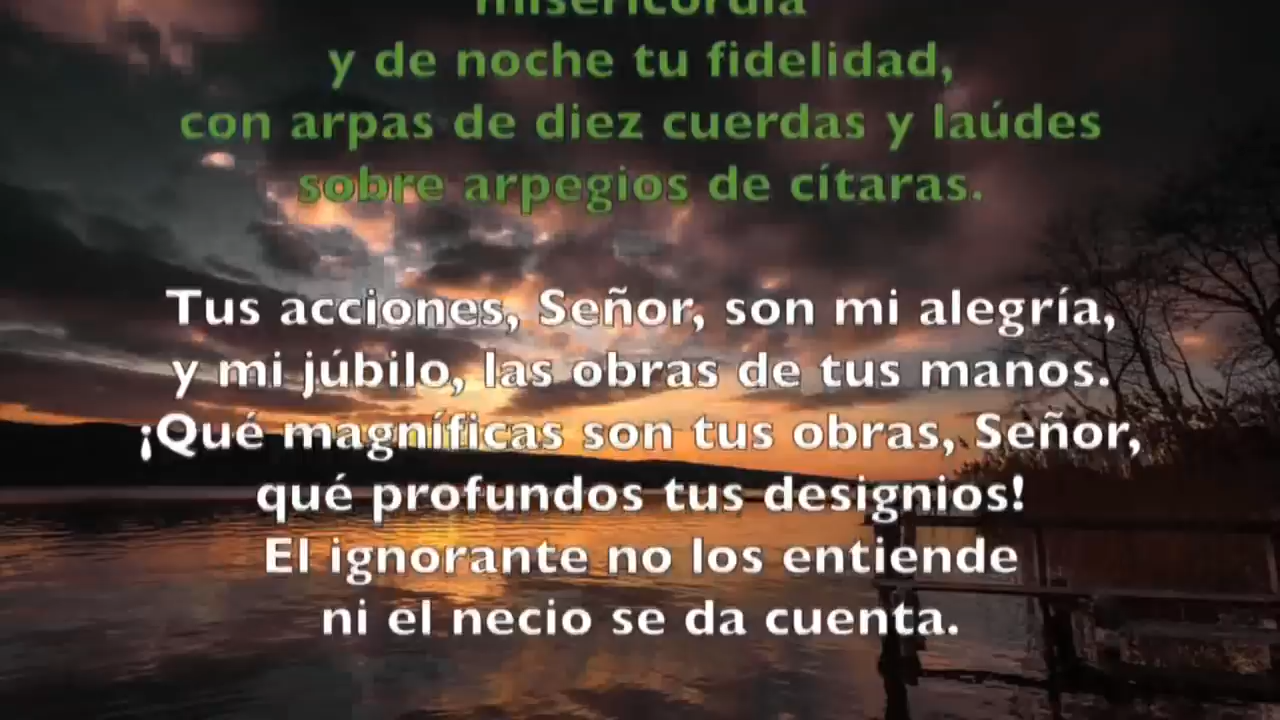 misericordia
y de noche tu fidelidad,
con arpas de diez cuerdas y laúdes
sobre arpegios de cítaras.
Tus acciones, Señor, son mi alegría,
y mi júbilo, las obras de tus manos.
¡Qué magníficas son tus obras, Señor,
qué profundos tus designios!
El ignorante no los entiende
ni el necio se da cuenta.